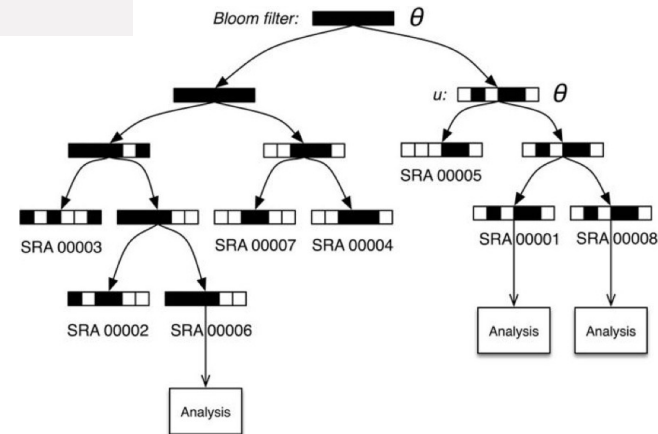 Bloom filter: θ
u: θ
SRA 00005
SRA 00003
SRA 00007
SRA 00004
SRA 00001
SRA 00008
SRA 00002
SRA 00006
Analysis
Analysis
Analysis